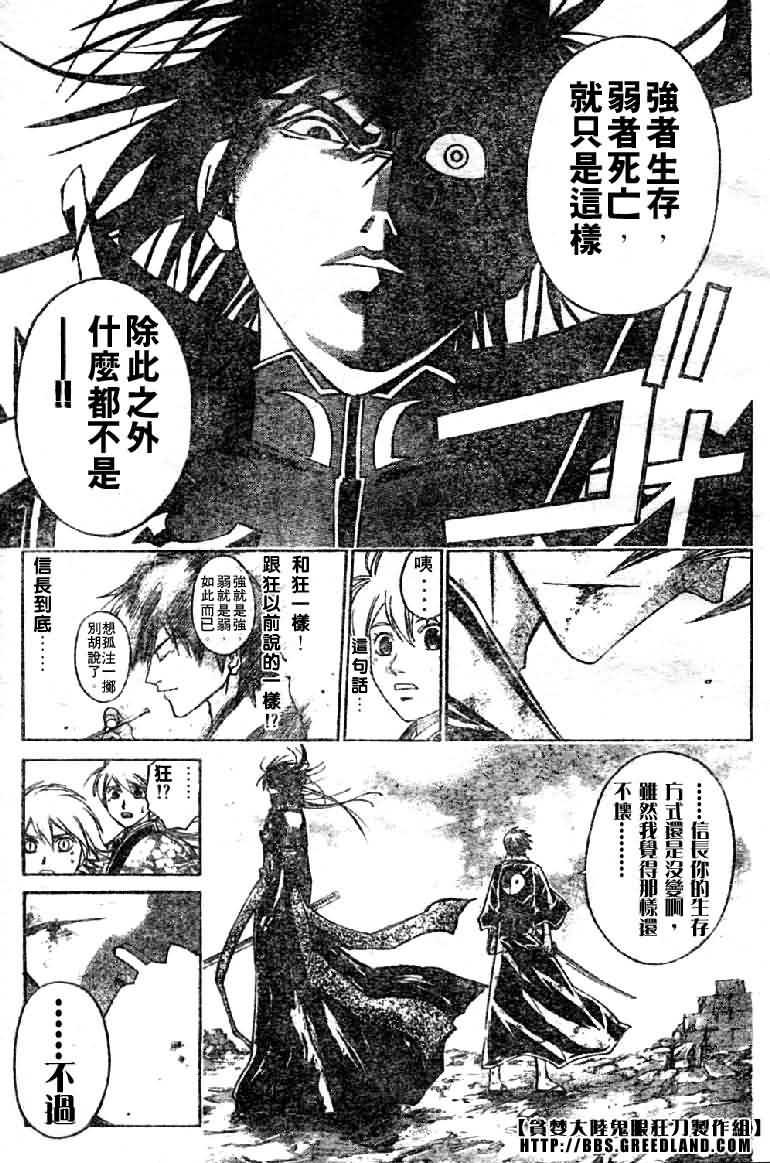 強者生存，
弱者死亡，
就只是這樣
除此之外
什麼都不是
——!!
咦‥‥
這句話‥‥
和狂一樣！
跟狂以前說的一樣!?
強就是強。
弱就是弱。
如此而已
想孤注一擲
別胡說了。
信長到底‥‥‥
‥‥‥信長你的生存
方式還是沒變啊，
雖然我覺得那樣還
不壞‥‥‥‥
‥‥‥
狂!?
‥‥‥不過
【貪夢大陸鬼眼狂刀製作組】
HTTP://BBS.GREEDLAND.COM